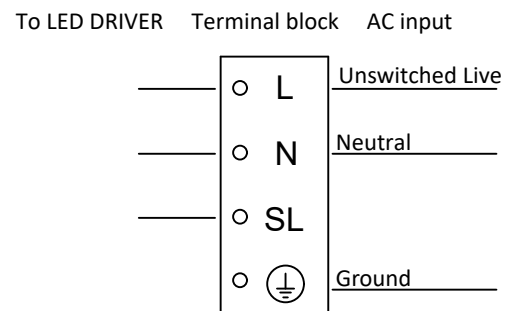 To LED DRIVER Terminal block AC input
L Unswitched Live
N Neutral
SL
Ground